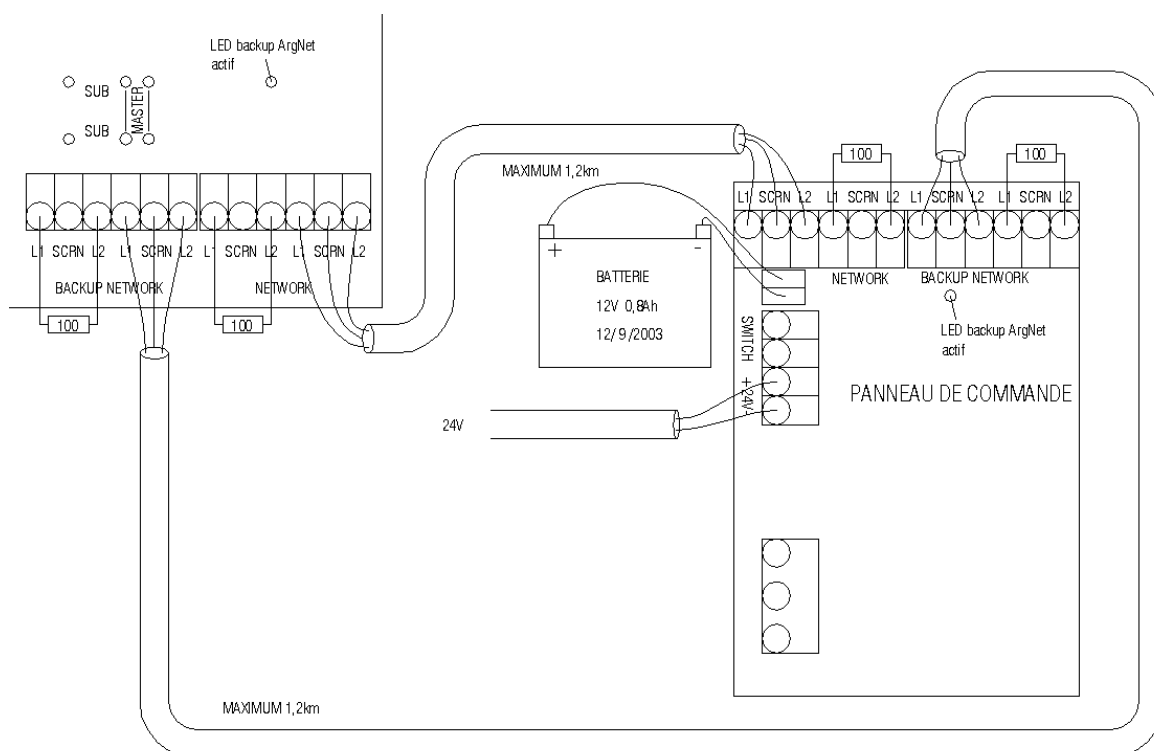 LED backup ArgNet
actif
SUB
MASTER
SUB
MAXIMUM 1,2km
100
100
L1 SCRN L2 L1 SCRN L2 L1 SCRN L2 L1 SCRN L2
L1 SCRN L2 L1 SCRN L2 L1 SCRN L2 L1 SCRN L2
BACKUP NETWORK
NETWORK
100
100
+
-
BATTERIE
12V 0,8Ah
12/9/2003
NETWORK
BACKUP NETWORK
LED backup ArgNet
actif
SWITCH
+24V-
PANNEAU DE COMMANDE
24V
MAXIMUM 1,2km